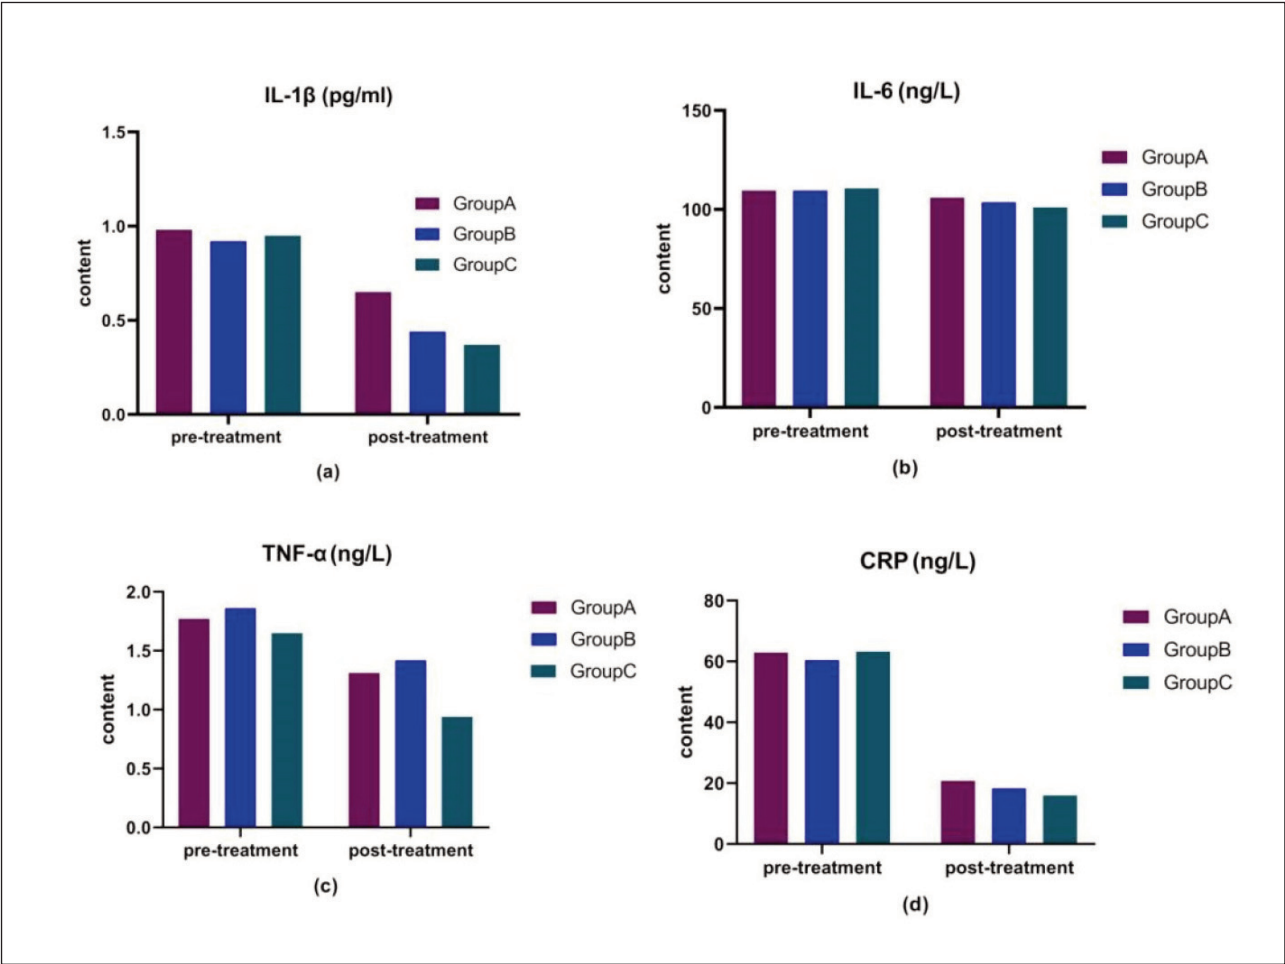 IL-1β (pg/ml)
1.5
1.0
0.5
0.0
content
GroupA
GroupB
GroupC
pre-treatment post-treatment
(a)
IL-6 (ng/L)
150
100
50
0
content
GroupA
GroupB
GroupC
pre-treatment post-treatment
(b)
TNF-α (ng/L)
2.0
1.5
1.0
0.5
0.0
content
GroupA
GroupB
GroupC
pre-treatment post-treatment
(c)
CRP (ng/L)
80
60
40
20
0
content
GroupA
GroupB
GroupC
pre-treatment post-treatment
(d)